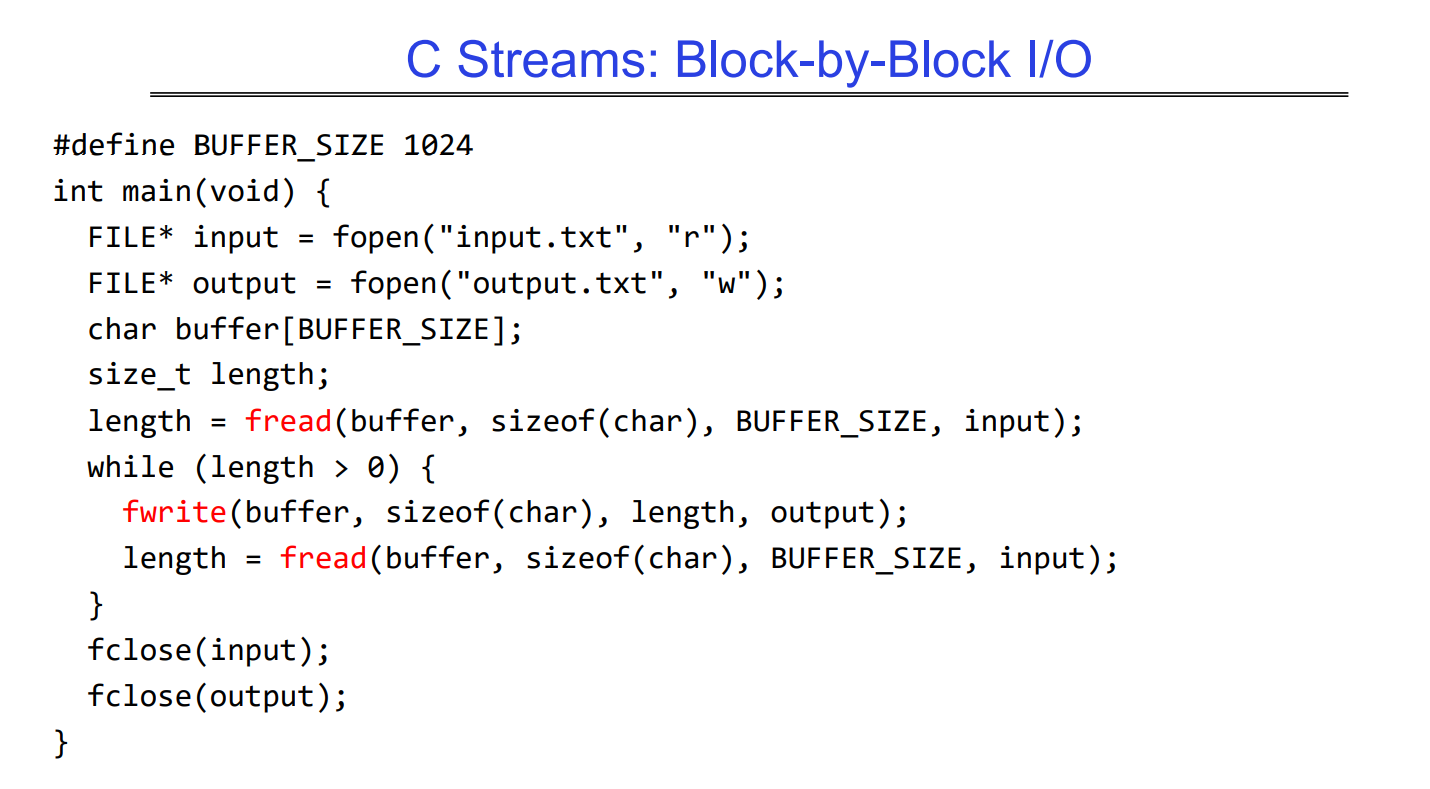 C Streams: Block-by-Block I/O
#define BUFFER_SIZE 1024
int main(void) {
  FILE* input = fopen("input.txt", "r");
  FILE* output = fopen("output.txt", "w");
  char buffer[BUFFER_SIZE];
  size_t length;
  length = fread(buffer, sizeof(char), BUFFER_SIZE, input);
  while (length > 0) {
    fwrite(buffer, sizeof(char), length, output);
    length = fread(buffer, sizeof(char), BUFFER_SIZE, input);
  }
  fclose(input);
  fclose(output);
}